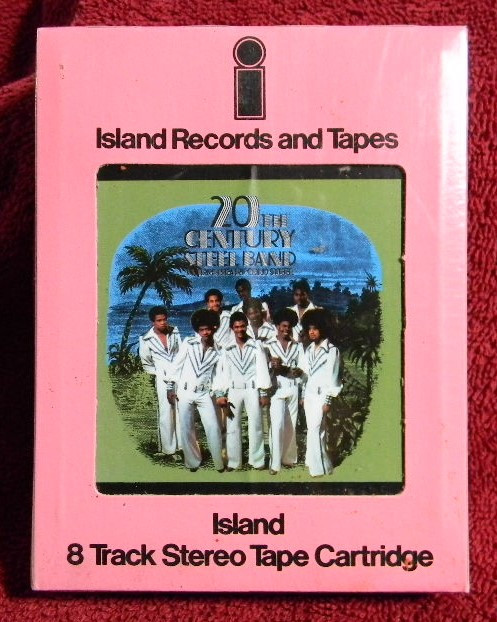 i
Island Records and Tapes
20TH
CENTURY
STEEL BAND
Island
8 Track Stereo Tape Cartridge